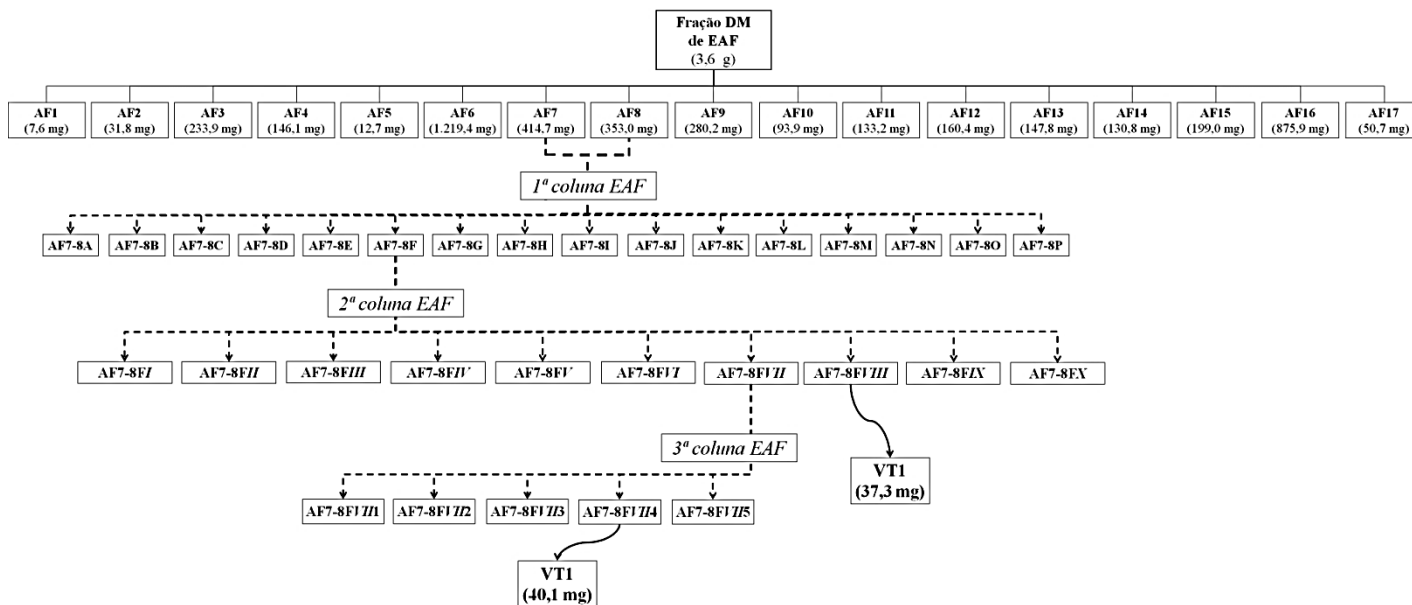 Fração DM
de EAF
(3,6 g)
AF1
(7,6 mg)
AF2
(31,8 mg)
AF3
(233,9 mg)
AF4
(146,1 mg)
AF5
(12,7 mg)
AF6
(1.219,4 mg)
AF7
(414,7 mg)
AF8
(353,0 mg)
AF9
(280,2 mg)
AF10
(93,9 mg)
AF11
(133,2 mg)
AF12
(160,4 mg)
AF13
(147,8 mg)
AF14
(130,8 mg)
AF15
(199,0 mg)
AF16
(875,9 mg)
AF17
(50,7 mg)
1ª coluna EAF
AF7-8A
AF7-8B
AF7-8C
AF7-8D
AF7-8E
AF7-8F
AF7-8G
AF7-8H
AF7-8I
AF7-8J
AF7-8K
AF7-8L
AF7-8M
AF7-8N
AF7-8O
AF7-8P
2ª coluna EAF
AF7-8FI
AF7-8FII
AF7-8FIII
AF7-8FIV
AF7-8FV
AF7-8FVI
AF7-8FVII
AF7-8FVIII
AF7-8FIX
AF7-8FX
3ª coluna EAF
VT1
(37,3 mg)
AF7-8FVII1
AF7-8FVII2
AF7-8FVII3
AF7-8FVII4
AF7-8FVII5
VT1
(40,1 mg)